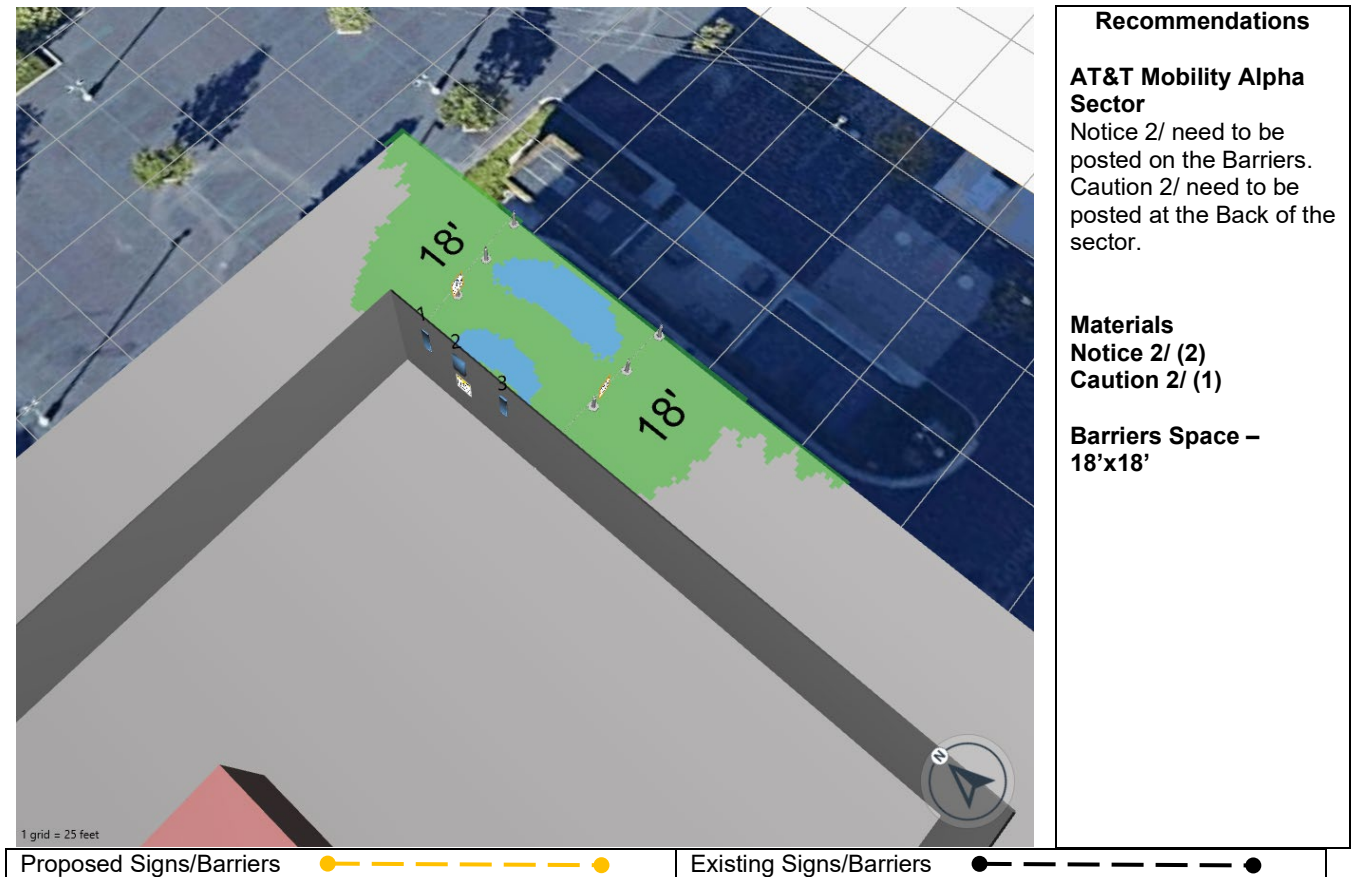 Recommendations
AT&T Mobility Alpha
Sector
Notice 2/ need to be
posted on the Barriers.
Caution 2/ need to be
posted at the Back of the
sector.
Materials
Notice 2/ (2)
Caution 2/ (1)
Barriers Space –
18’x18’
18'
1
2
3
18'
N
1 grid = 25 feet
Proposed Signs/Barriers
Existing Signs/Barriers